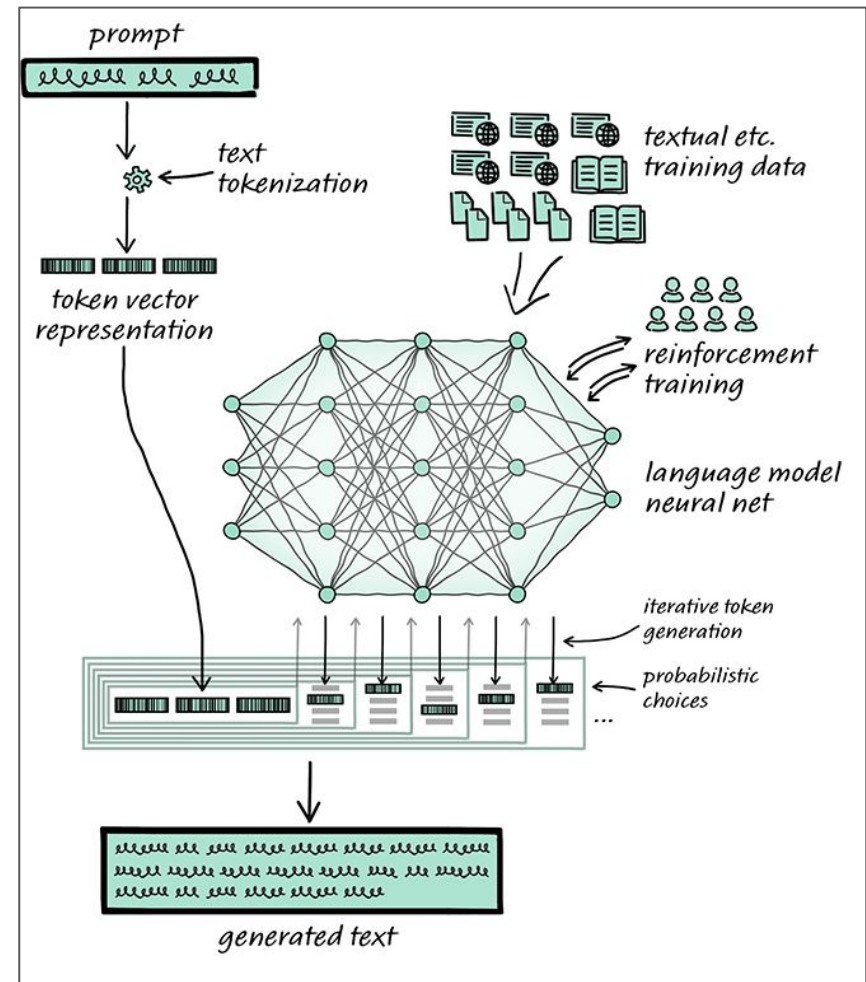 prompt
text
tokenization
token vector
representation
textual etc.
training data
reinforcement
training
language model
neural net
iterative token
generation
probabilistic
choices
...
generated text